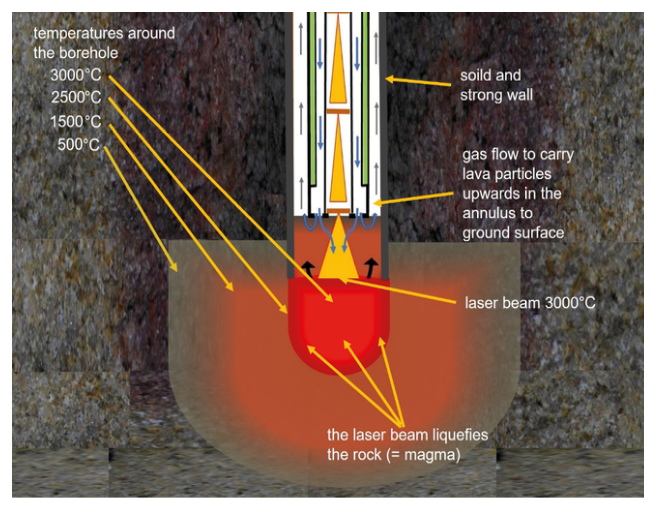 temperatures around
the borehole
3000°C
2500°C
1500°C
500°C
soild and
strong wall
gas flow to carry
lava particles
upwards in the
annulus to
ground surface
laser beam 3000°C
the laser beam liquefies
the rock (= magma)